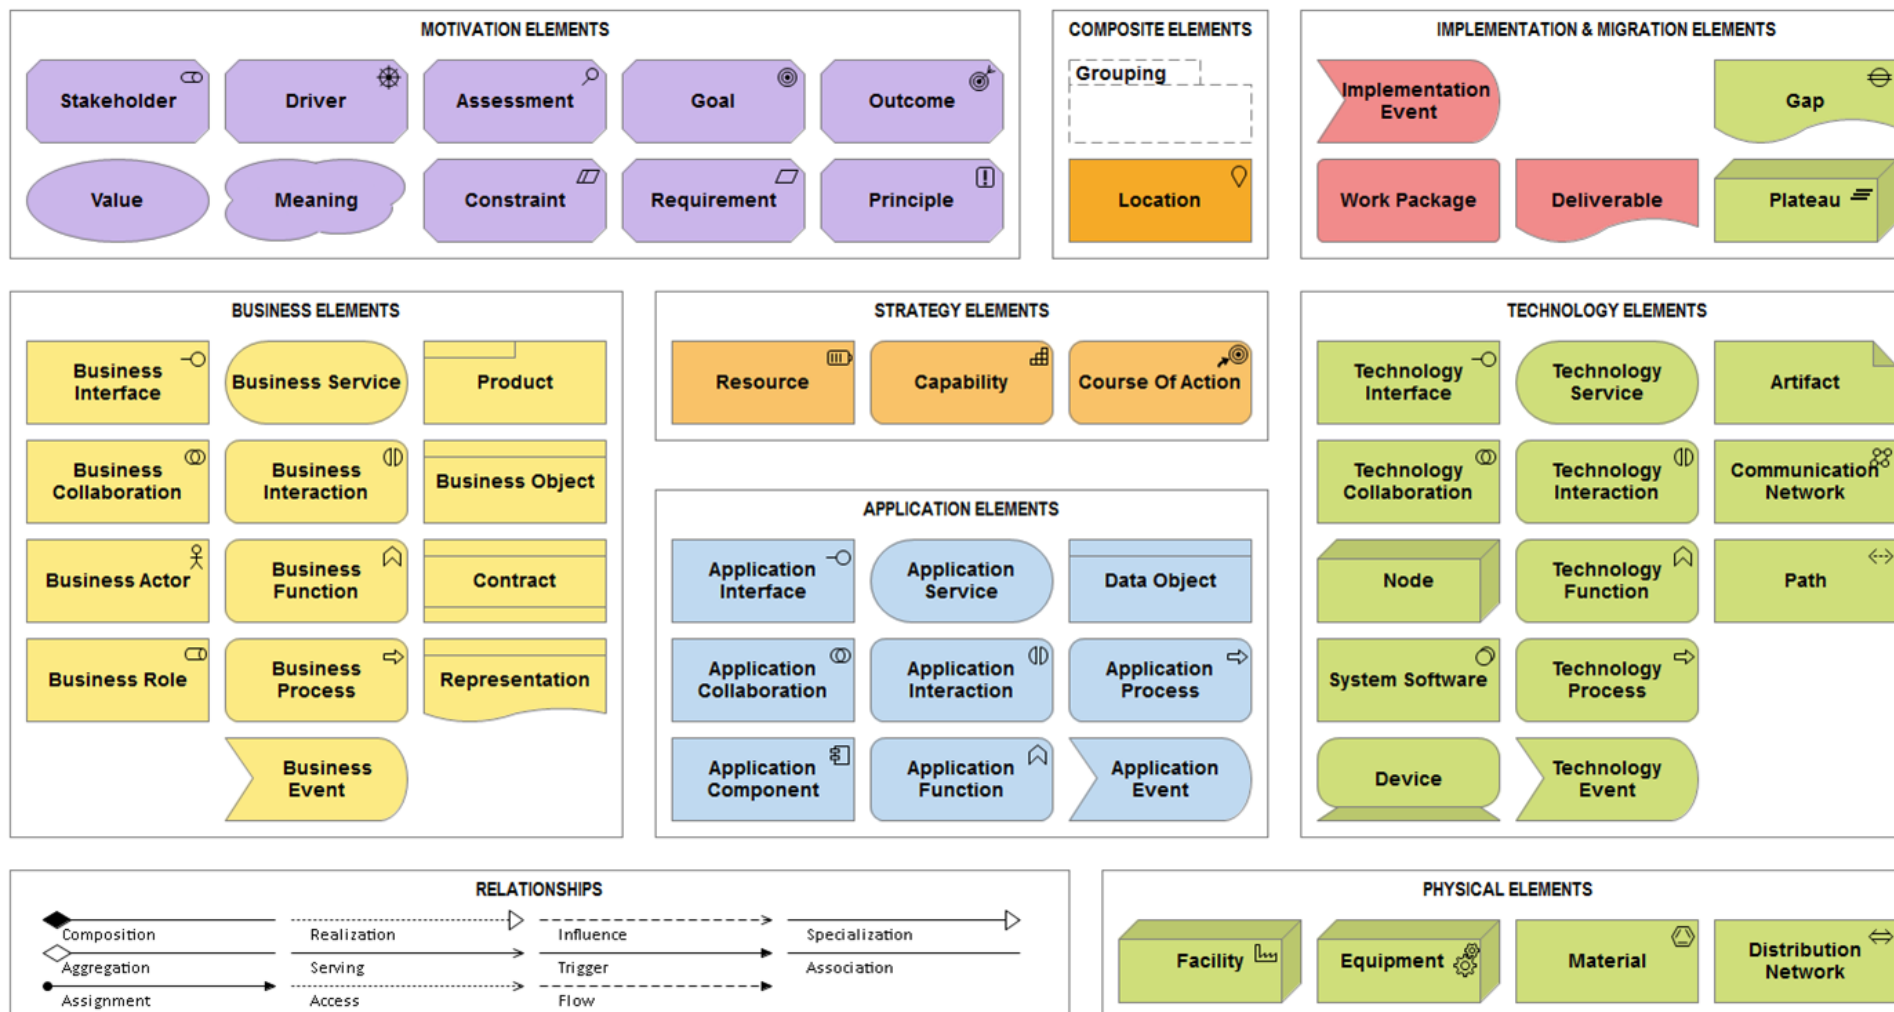 MOTIVATION ELEMENTS
Stakeholder
Driver
Assessment
Goal
Outcome
Value
Meaning
Constraint
Requirement
Principle
COMPOSITE ELEMENTS
Grouping
Location
IMPLEMENTATION & MIGRATION ELEMENTS
Implementation
Event
Gap
Work Package
Deliverable
Plateau
BUSINESS ELEMENTS
Business
Interface
Business Service
Product
Business
Collaboration
Business
Interaction
Business Object
Business Actor
Business
Function
Contract
Business Role
Business
Process
Representation
Business
Event
STRATEGY ELEMENTS
Resource
Capability
Course Of Action
APPLICATION ELEMENTS
Application
Interface
Application
Service
Data Object
Application
Collaboration
Application
Interaction
Application
Process
Application
Component
Application
Function
Application
Event
TECHNOLOGY ELEMENTS
Technology
Interface
Technology
Service
Artifact
Technology
Collaboration
Technology
Interaction
Communication
Network
Node
Technology
Function
Path
System Software
Technology
Process
Device
Technology
Event
RELATIONSHIPS
Composition
Realization
Influence
Specialization
Aggregation
Serving
Trigger
Association
Assignment
Access
Flow
PHYSICAL ELEMENTS
Facility
Equipment
Material
Distribution
Network